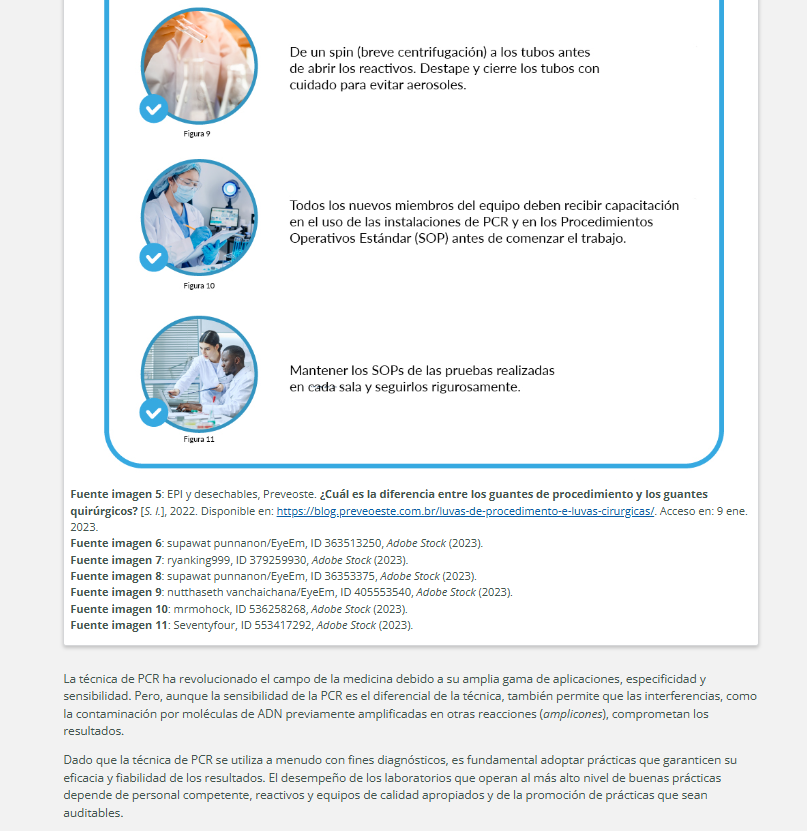 De un spin (breve centrifugación) a los tubos antes
de abrir los reactivos. Destape y cierre los tubos con
cuidado para evitar aerosoles.
Figura 9
Todos los nuevos miembros del equipo deben recibir capacitación
en el uso de las instalaciones de PCR y en los Procedimientos
Operativos Estándar (SOP) antes de comenzar el trabajo.
Figura 10
Mantener los SOPs de las pruebas realizadas
en cada sala y seguirlos rigurosamente.
Figura 11
Fuente imagen 5: EPI y desechables, Preveoste. ¿Cuál es la diferencia entre los guantes de procedimiento y los guantes
quirúrgicos? [S. l.], 2022. Disponible en: https://blog.preveoeste.com.br/luvas-de-procedimento-e-luvas-cirurgicas/. Acceso en: 9 ene.
2023.
Fuente imagen 6: supawat punnanon/EyeEm, ID 363513250, Adobe Stock (2023).
Fuente imagen 7: ryanking999, ID 379259930, Adobe Stock (2023).
Fuente imagen 8: supawat punnanon/EyeEm, ID 36353375, Adobe Stock (2023).
Fuente imagen 9: nutthaseth vanchaichana/EyeEm, ID 405553540, Adobe Stock (2023).
Fuente imagen 10: mrmohock, ID 536258268, Adobe Stock (2023).
Fuente imagen 11: Seventyfour, ID 553417292, Adobe Stock (2023).
La técnica de PCR ha revolucionado el campo de la medicina debido a su amplia gama de aplicaciones, especificidad y
sensibilidad. Pero, aunque la sensibilidad de la PCR es el diferencial de la técnica, también permite que las interferencias, como
la contaminación por moléculas de ADN previamente amplificadas en otras reacciones (amplicones), comprometan los
resultados.
Dado que la técnica de PCR se utiliza a menudo con fines diagnósticos, es fundamental adoptar prácticas que garanticen su
eficacia y fiabilidad de los resultados. El desempeño de los laboratorios que operan al más alto nivel de buenas prácticas
depende de personal competente, reactivos y equipos de calidad apropiados y de la promoción de prácticas que sean
auditables.